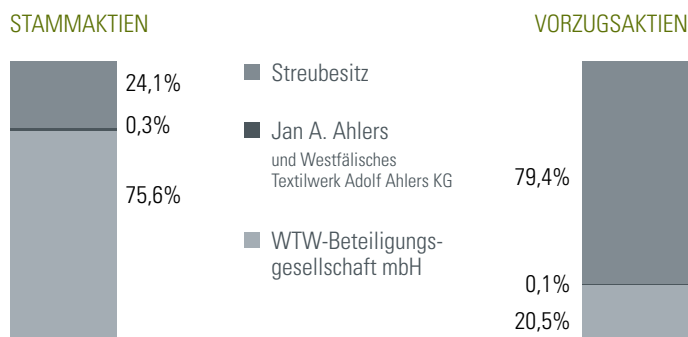 STAMMAKTIEN
24,1%
0,3%
75,6%
Streubesitz
Jan A. Ahlers
und Westfälisches
Textilwerk Adolf Ahlers KG
WTW-Beteiligungs-
gesellschaft mbH
VORZUGSAKTIEN
79,4%
0,1%
20,5%